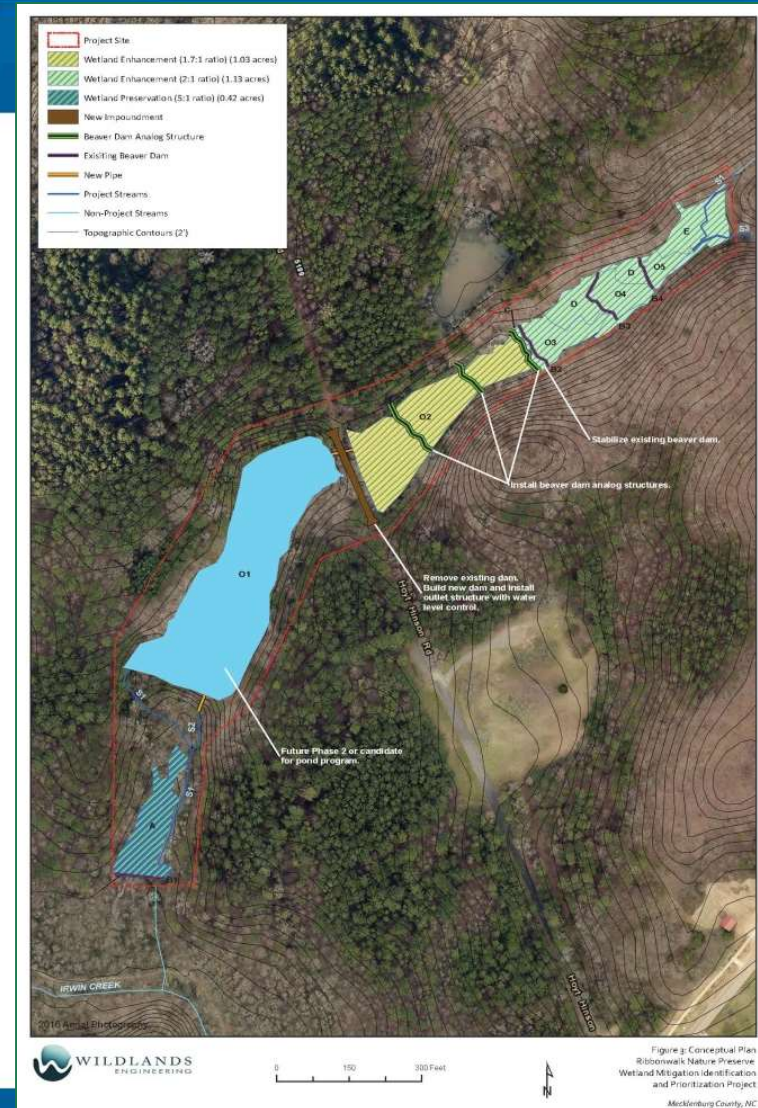 Project Site
Wetland Enhancement (1.7:1 ratio) (1.03 acres)
Wetland Enhancement (2:1 ratio) (1.13 acres)
Wetland Preservation (5:1 ratio) (0.42 acres)
New Impoundment
Beaver Dam Analog Structure
Exisiting Beaver Dam
New Pipe
Project Streams
Non-Project Streams
Topographic Contours (2')
S1
S3
E
D
O5
D
O4
B4
C
B3
O3
B2
O2
Stabilize existing beaver dam.
Install beaver dam analog structures.
O1
Remove existing dam.
Build new dam and install
outlet structure with water
level control.
Hoyt Hinson Rd
S1
S2
Future Phase 2 or candidate
for pond program.
S1
A
IRWIN CREEK
Hoyt Hinson
2016 Aerial Photography
WILDLANDS
ENGINEERING
0 150 300 Feet
N
Figure 3: Conceptual Plan
Ribbonwalk Nature Preserve
Wetland Mitigation Identification
and Prioritization Project
Mecklenburg County, NC